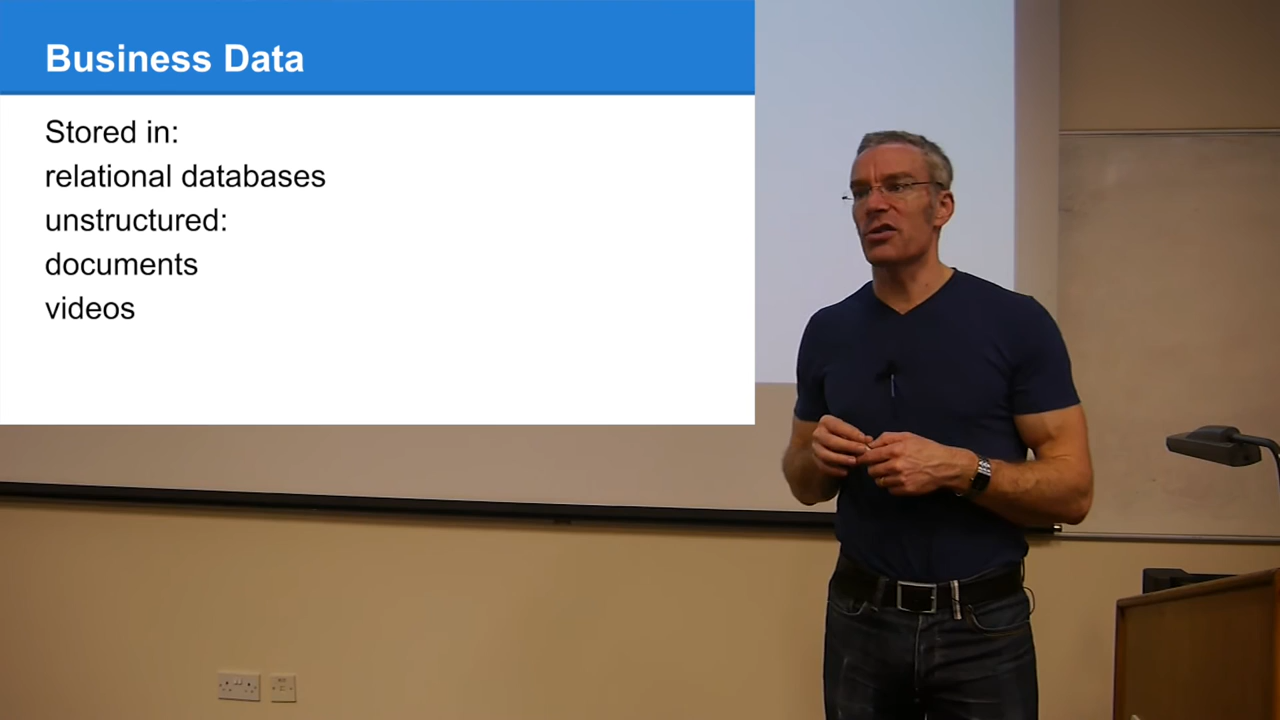 Business Data
Stored in:
relational databases
unstructured:
documents
videos